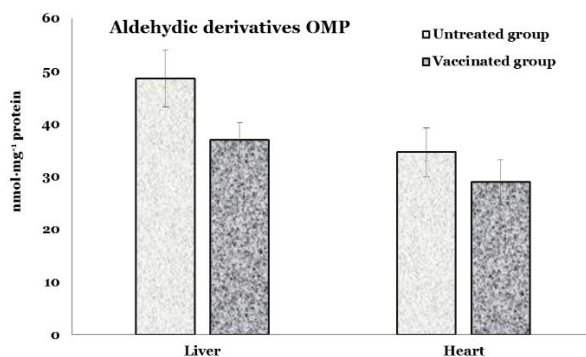 Aldehydic derivatives OMP
Untreated group
Vaccinated group
nmol·mg⁻¹ protein
60
50
40
30
20
10
0
Liver
Heart